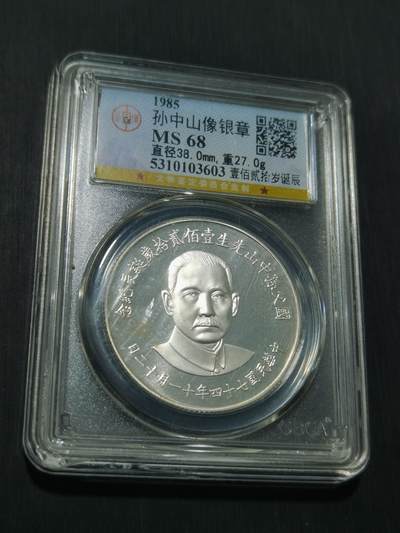 1985
孙中山像银章
MS 68
直径38.0mm,重27.0g
5310103603 壹佰贰拾岁诞辰
國父孫中山先生壹佰貳拾歲誕辰紀念
中華民國七十四年十一月十二日